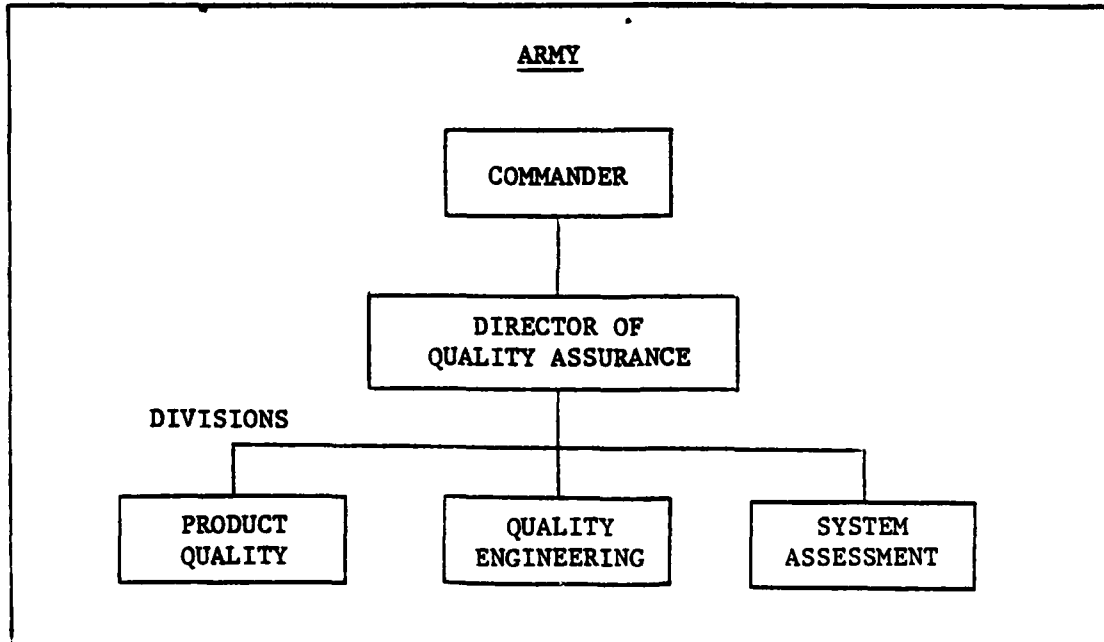 ARMY
COMMANDER
DIRECTOR OF
QUALITY ASSURANCE
DIVISIONS
PRODUCT
QUALITY
QUALITY
ENGINEERING
SYSTEM
ASSESSMENT